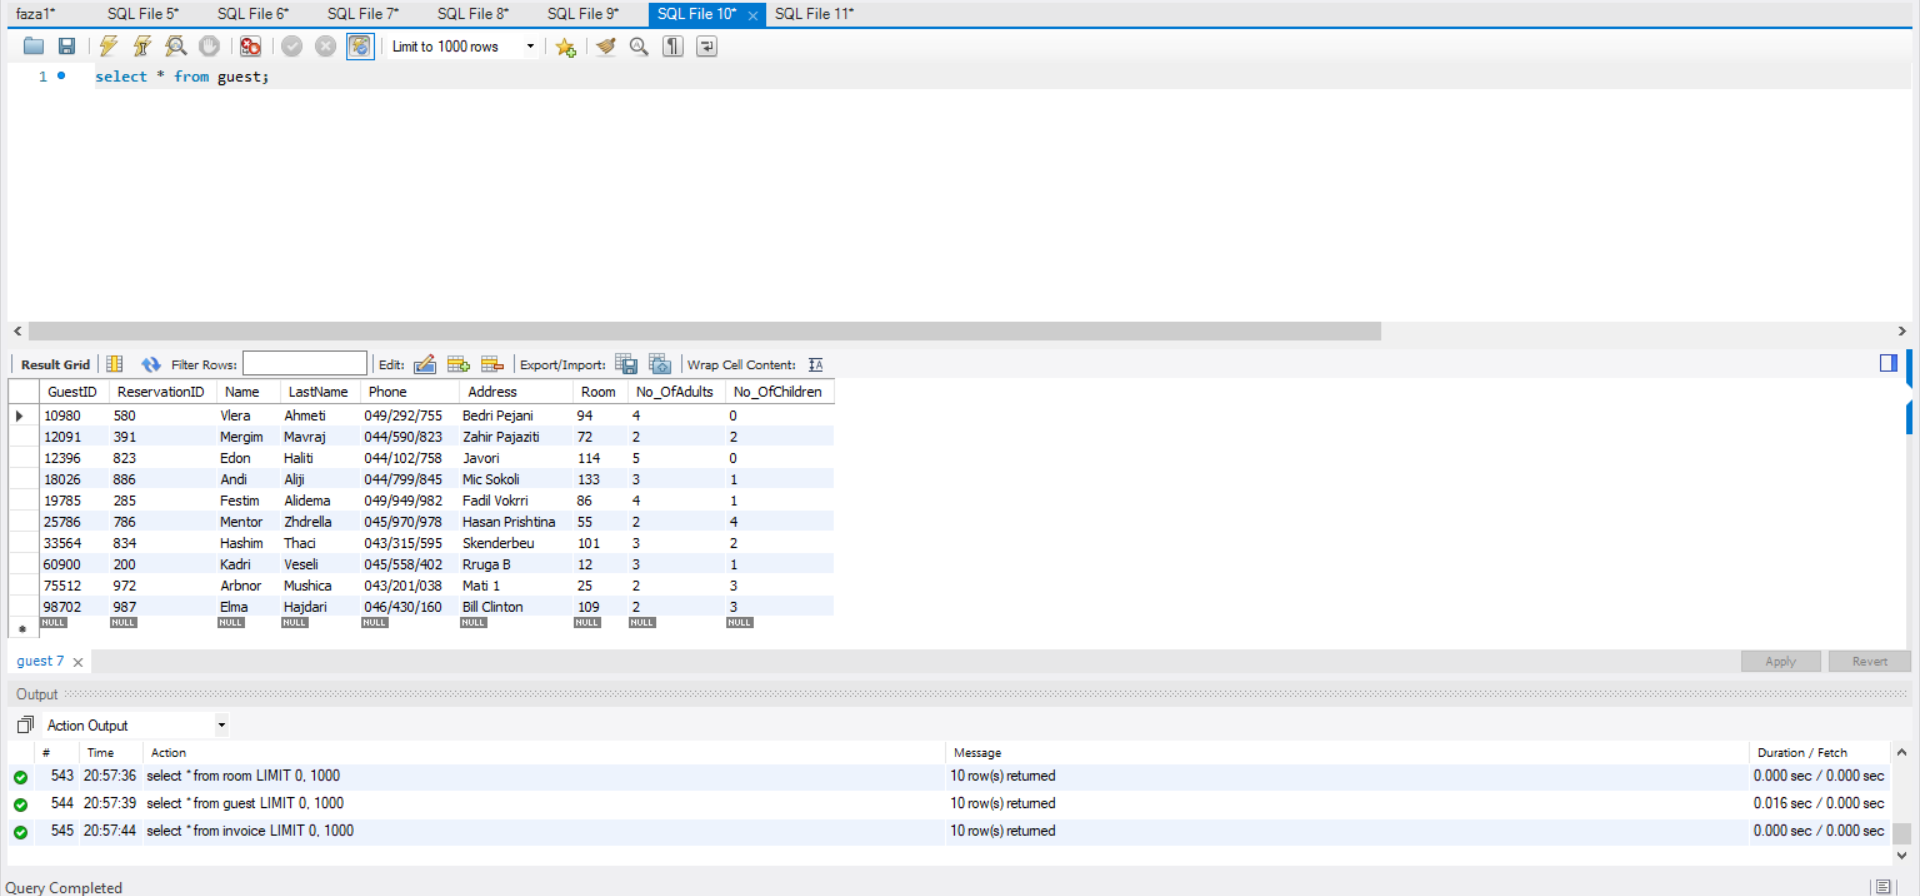 faza1* SQL File 5* SQL File 6* SQL File 7* SQL File 8* SQL File 9* SQL File 10* SQL File 11*
Limit to 1000 rows
1 select * from guest;
Result Grid Filter Rows: Edit: Export/Import: Wrap Cell Content:
GuestID ReservationID Name LastName Phone Address Room No_OfAdults No_OfChildren
10980 580 Vlera Ahmeti 049/292/755 Bedri Pejani 94 4 0
12091 391 Mergim Mavraj 044/590/823 Zahir Pajaziti 72 2 2
12396 823 Edon Haliti 044/102/758 Javori 114 5 0
18026 886 Andi Aliji 044/799/845 Mic Sokoli 133 3 1
19785 285 Festim Alidema 049/949/982 Fadil Vokrri 86 4 1
25786 786 Mentor Zhdrella 045/970/978 Hasan Prishtina 55 2 4
33564 834 Hashim Thaci 043/315/595 Skenderbeu 101 3 2
60900 200 Kadri Veseli 045/558/402 Rruga B 12 3 1
75512 972 Arbnor Mushica 043/201/038 Mati 1 25 2 3
98702 987 Elma Hajdari 046/430/160 Bill Clinton 109 2 3
NULL NULL NULL NULL NULL NULL NULL NULL NULL
guest 7 Apply Revert
Output
Action Output
# Time Action Message Duration / Fetch
543 20:57:36 select * from room LIMIT 0, 1000 10 row(s) returned 0.000 sec / 0.000 sec
544 20:57:39 select * from guest LIMIT 0, 1000 10 row(s) returned 0.016 sec / 0.000 sec
545 20:57:44 select * from invoice LIMIT 0, 1000 10 row(s) returned 0.000 sec / 0.000 sec
Query Completed